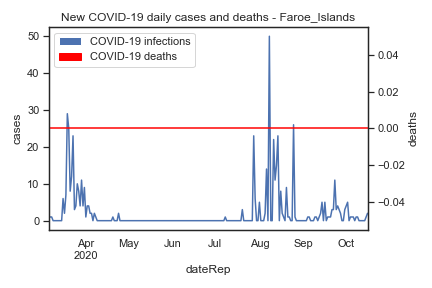 New COVID-19 daily cases and deaths - Faroe_Islands
COVID-19 infections
COVID-19 deaths
50
40
30
20
10
0
cases
0.04
0.02
0.00
−0.02
−0.04
deaths
Apr May Jun Jul Aug Sep Oct
2020
dateRep